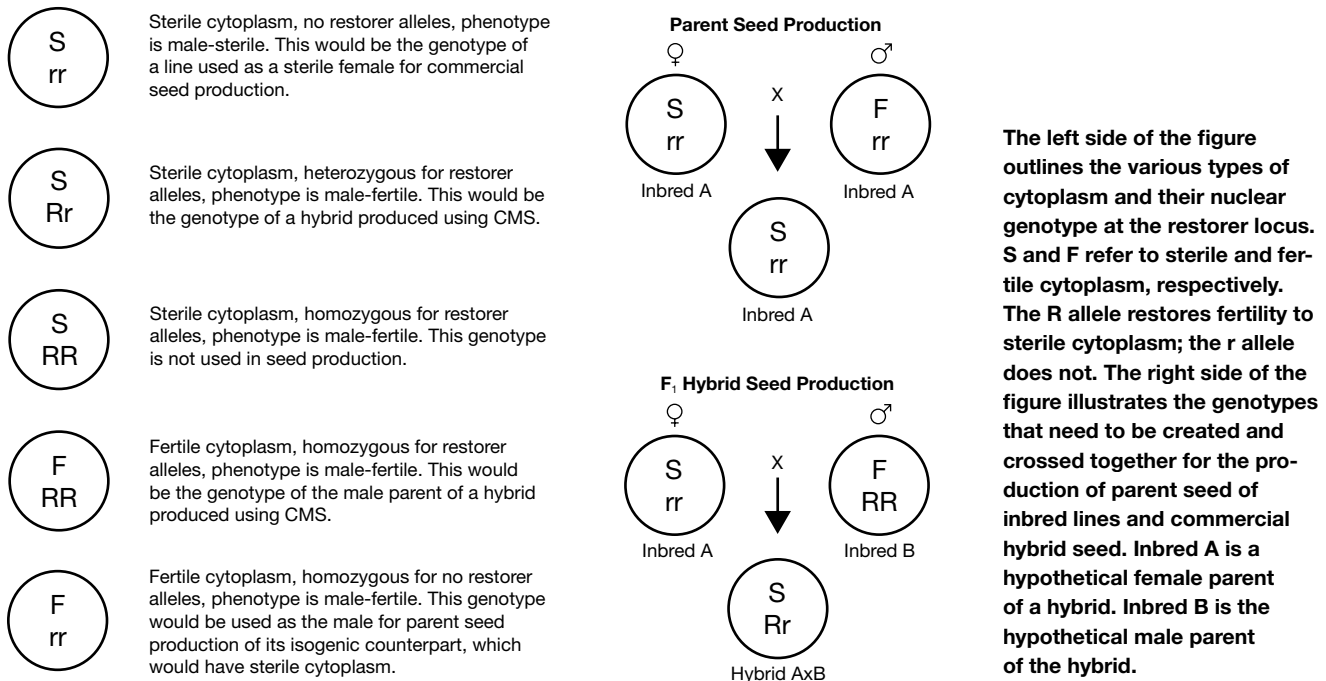 S
rr
Sterile cytoplasm, no restorer alleles, phenotype
is male-sterile. This would be the genotype of
a line used as a sterile female for commercial
seed production.
S
Rr
Sterile cytoplasm, heterozygous for restorer
alleles, phenotype is male-fertile. This would be
the genotype of a hybrid produced using CMS.
S
RR
Sterile cytoplasm, homozygous for restorer
alleles, phenotype is male-fertile. This genotype
is not used in seed production.
F
RR
Fertile cytoplasm, homozygous for restorer
alleles, phenotype is male-fertile. This would
be the genotype of the male parent of a hybrid
produced using CMS.
F
rr
Fertile cytoplasm, homozygous for no restorer
alleles, phenotype is male-fertile. This genotype
would be used as the male for parent seed
production of its isogenic counterpart, which
would have sterile cytoplasm.
Parent Seed Production
♀ ♂
S
rr
X
F
rr
Inbred A
Inbred A
S
rr
Inbred A
F₁ Hybrid Seed Production
♀ ♂
S
rr
X
F
RR
Inbred A
Inbred B
S
Rr
Hybrid AxB
The left side of the figure
outlines the various types of
cytoplasm and their nuclear
genotype at the restorer locus.
S and F refer to sterile and fer-
tile cytoplasm, respectively.
The R allele restores fertility to
sterile cytoplasm; the r allele
does not. The right side of the
figure illustrates the genotypes
that need to be created and
crossed together for the pro-
duction of parent seed of
inbred lines and commercial
hybrid seed. Inbred A is a
hypothetical female parent
of a hybrid. Inbred B is the
hypothetical male parent
of the hybrid.